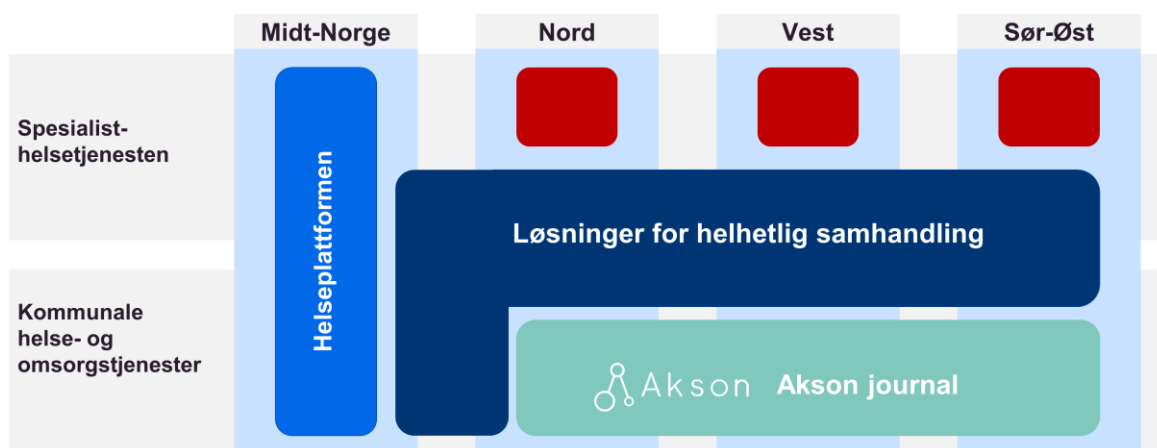 Midt-Norge
Nord
Vest
Sør-Øst
Spesialist-
helsetjenesten
Helseplattformen
Løsninger for helhetlig samhandling
Kommunale
helse- og
omsorgstjenester
Akson Akson journal